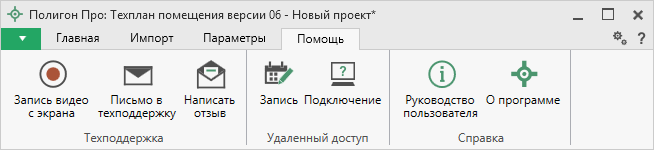 Полигон Про: Техплан помещения версии 06 - Новый проект*
Главная Импорт Параметры Помощь ?
Запись видео с экрана
Письмо в техподдержку
Написать отзыв
Запись
Подключение
Руководство пользователя
О программе
Техподдержка Удаленный доступ Справка